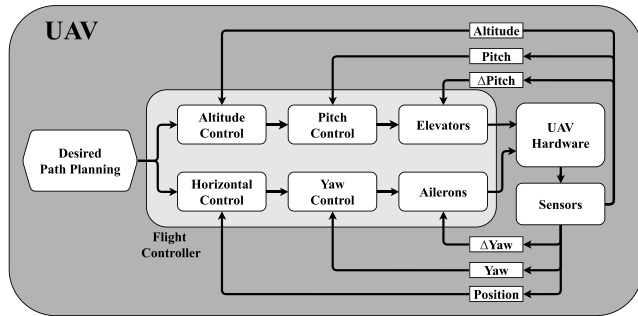 UAV
Altitude
Pitch
ΔPitch
Altitude
Control
Pitch
Control
Elevators
UAV
Hardware
Desired
Path Planning
Horizontal
Control
Yaw
Control
Ailerons
Sensors
Flight
Controller
ΔYaw
Yaw
Position